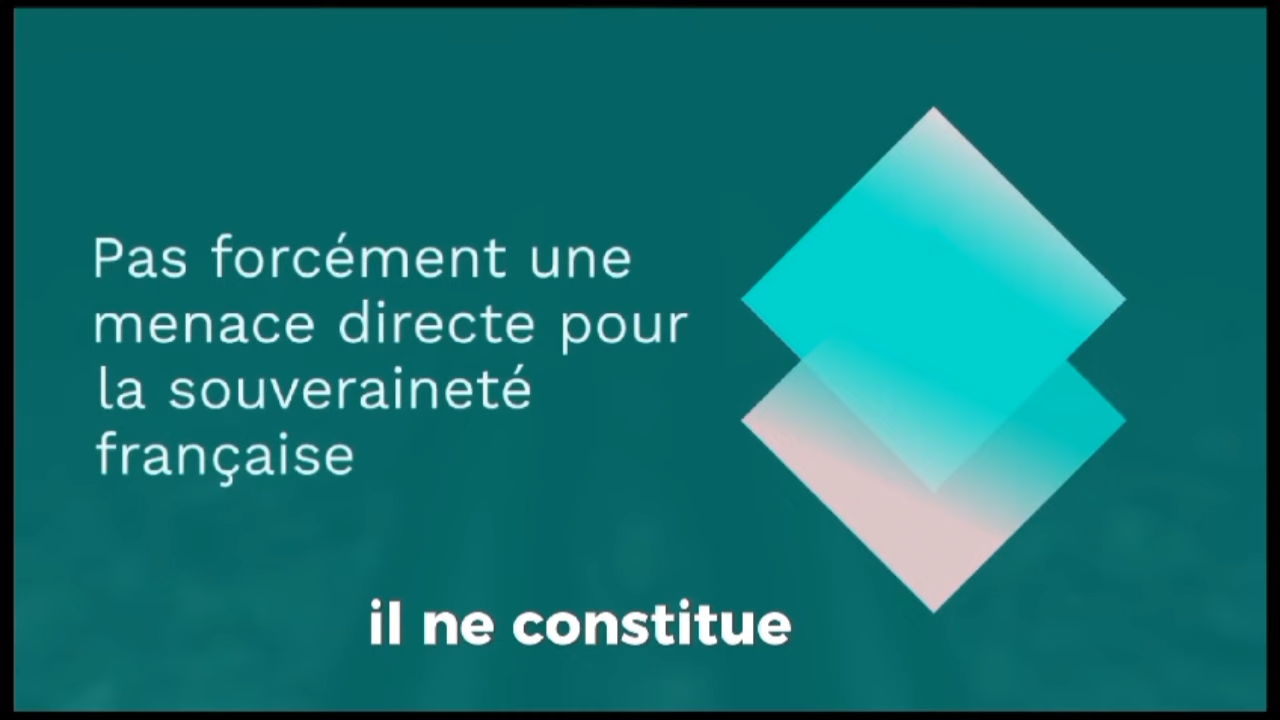 Pas forcément une
menace directe pour
la souveraineté
française
il ne constitue